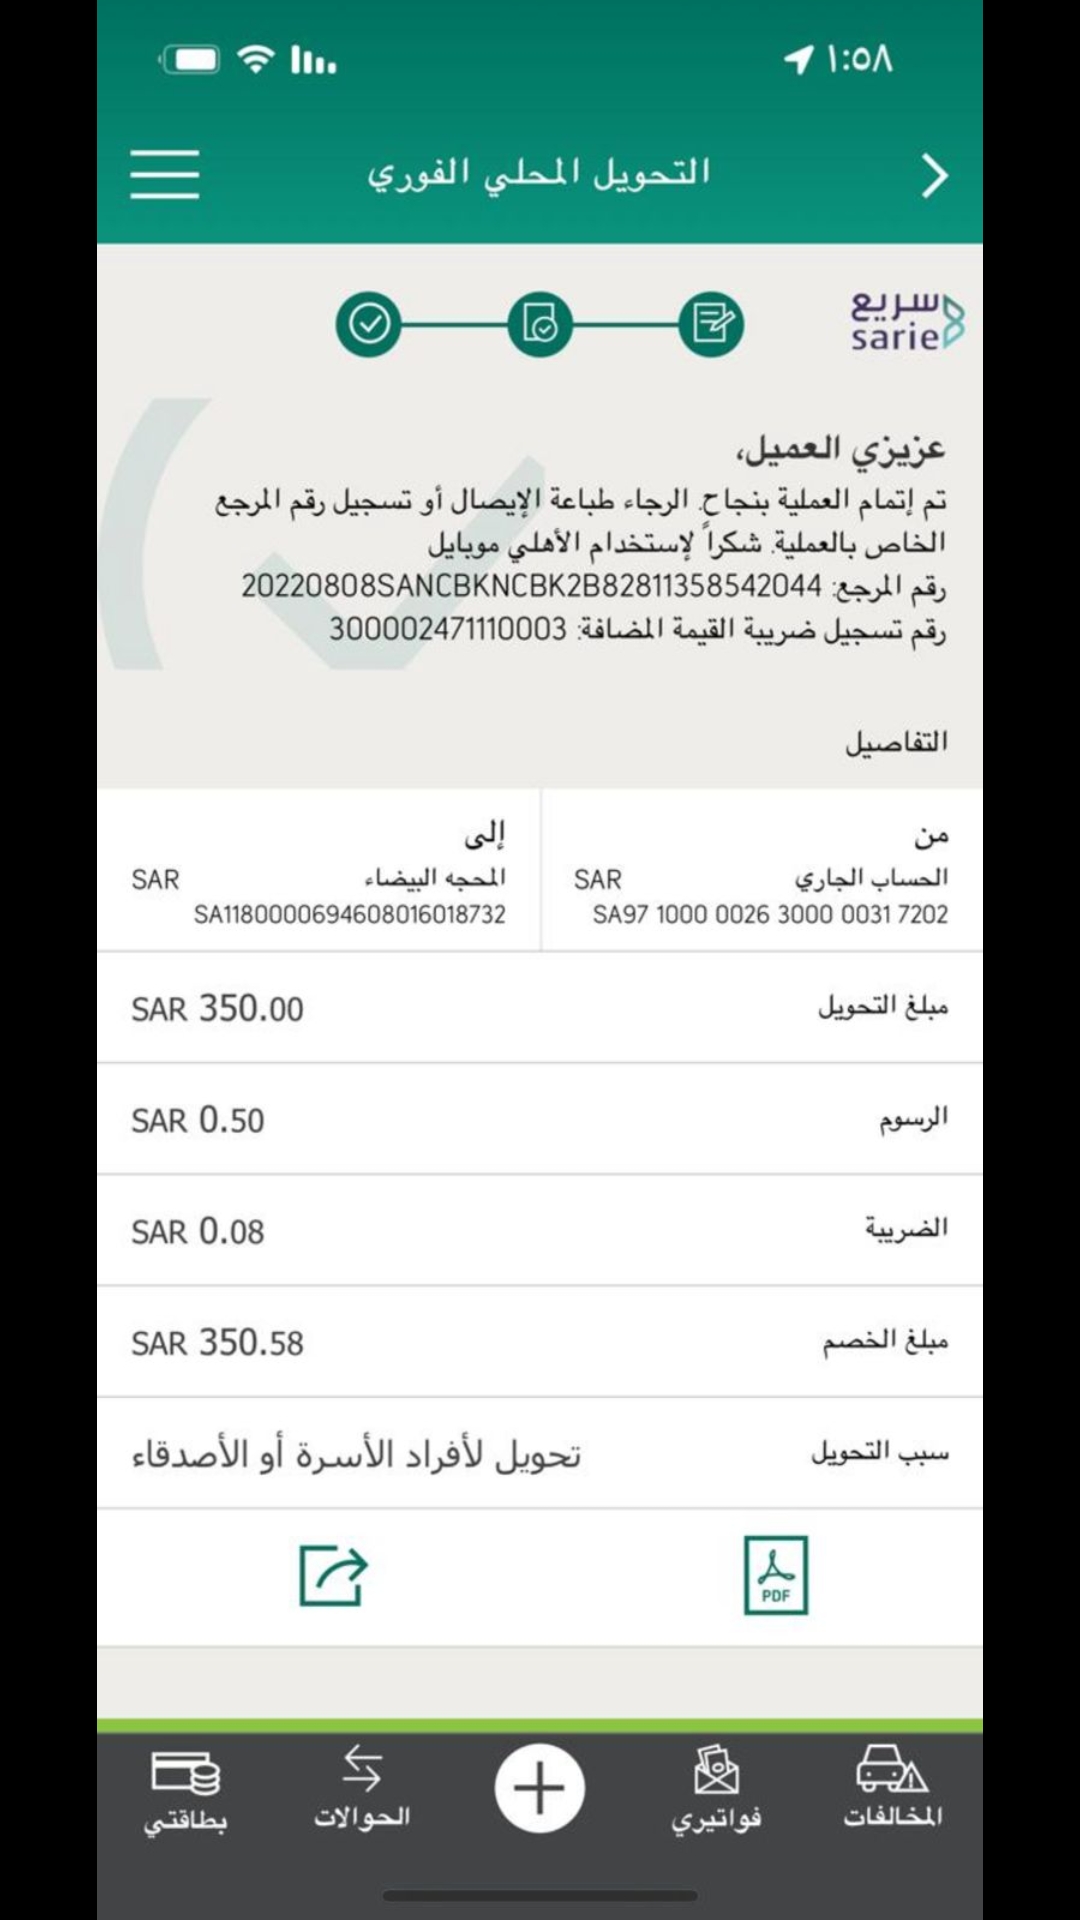 ١:٥٨
التحويل المحلي الفوري
سريع
sarie
عزيزي العميل،
تم إتمام العملية بنجاح. الرجاء طباعة الإيصال أو تسجيل رقم المرجع
الخاص بالعملية. شكراً لإستخدام الأهلي موبايل
رقم المرجع: 20220808SANCBKNCBK2B82811358542044
رقم تسجيل ضريبة القيمة المضافة: 300002471110003
التفاصيل
من
الحساب الجاري SAR
SA97 1000 0026 3000 0031 7202
إلى
المحجه البيضاء SAR
SA1180000694608016018732
مبلغ التحويل SAR 350.00
الرسوم SAR 0.50
الضريبة SAR 0.08
مبلغ الخصم SAR 350.58
سبب التحويل تحويل لأفراد الأسرة أو الأصدقاء
PDF
المخالفات
فواتيري
الحوالات
بطاقتي